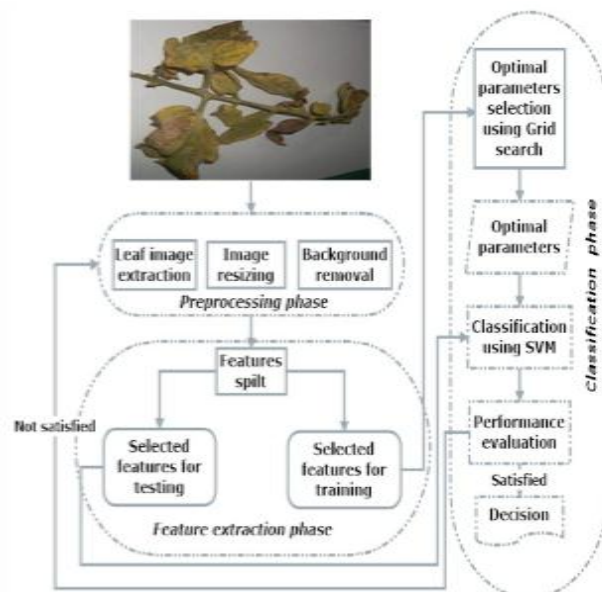 Optimal
parameters
selection
using Grid
search
Optimal
parameters
Classification
using SVM
Performance
evaluation
Satisfied
Decision
Classification phase
Leaf image
extraction
Image
resizing
Background
removal
Preprocessing phase
Features
spilt
Not satisfied
Selected
features for
testing
Selected
features for
training
Feature extraction phase